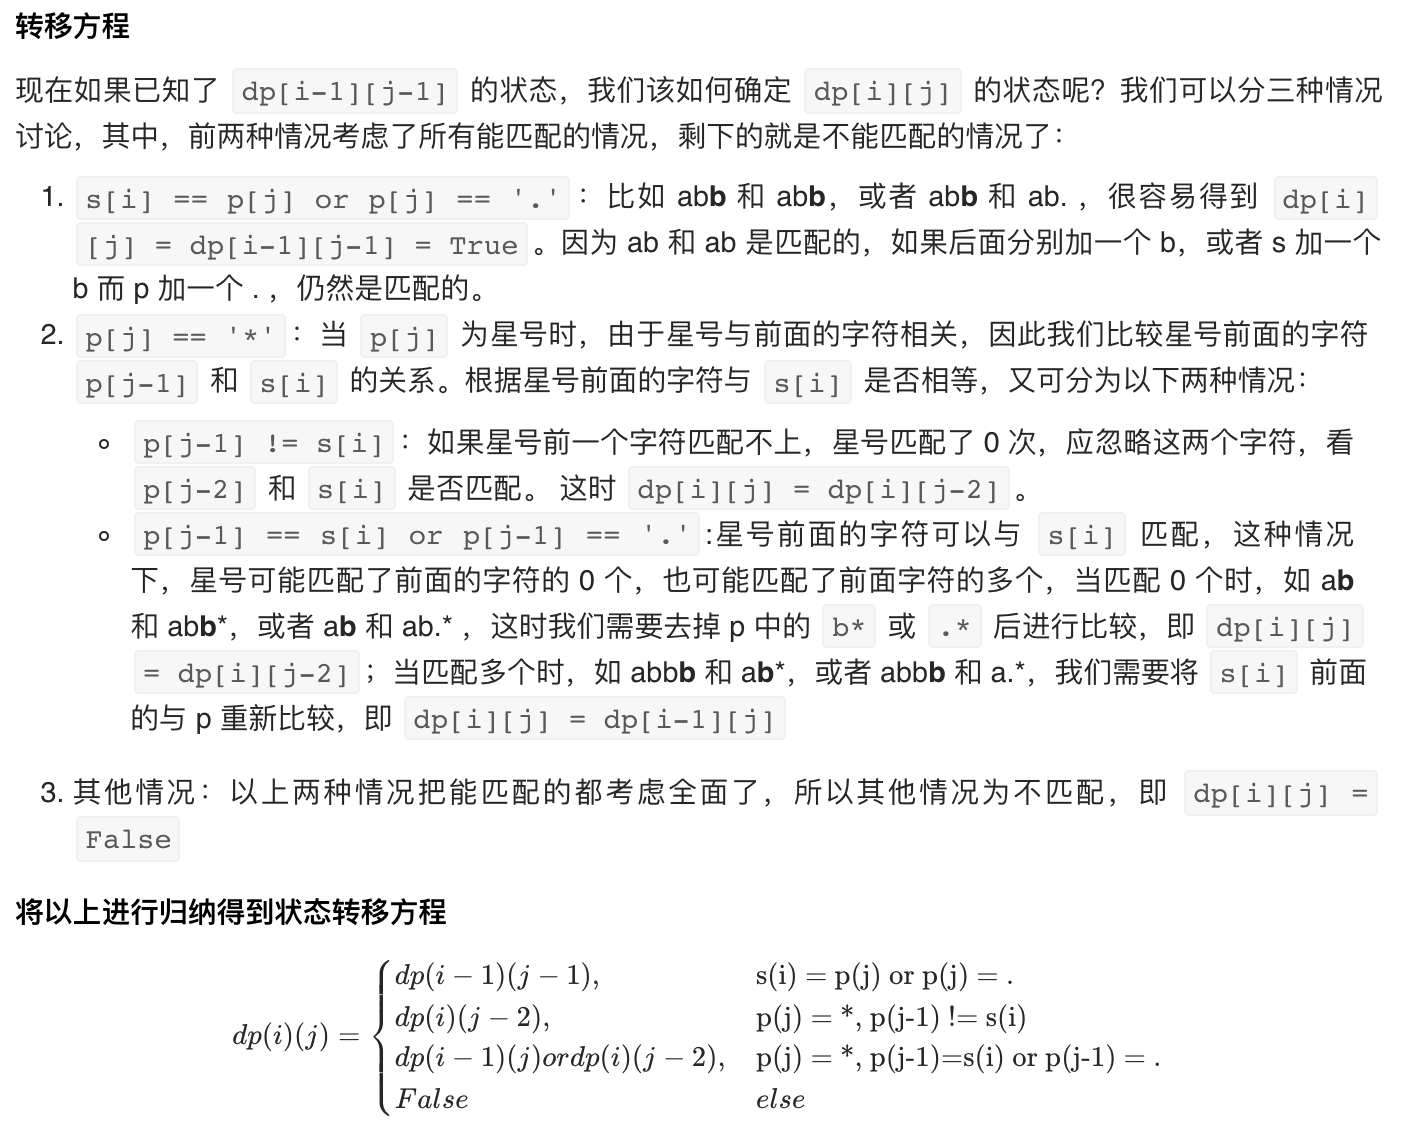 转移方程
现在如果已知了 dp[i-1][j-1] 的状态，我们该如何确定 dp[i][j] 的状态呢？我们可以分三种情况
讨论，其中，前两种情况考虑了所有能匹配的情况，剩下的就是不能匹配的情况了：
1. s[i] == p[j] or p[j] == '.' ：比如 abb 和 abb，或者 abb 和 ab. ，很容易得到 dp[i]
[j] = dp[i-1][j-1] = True 。因为 ab 和 ab 是匹配的，如果后面分别加一个 b，或者 s 加一个
b 而 p 加一个 . ，仍然是匹配的。
2. p[j] == '*' ：当 p[j] 为星号时，由于星号与前面的字符相关，因此我们比较星号前面的字符
p[j-1] 和 s[i] 的关系。根据星号前面的字符与 s[i] 是否相等，又可分为以下两种情况：
◦ p[j-1] != s[i] ：如果星号前一个字符匹配不上，星号匹配了 0 次，应忽略这两个字符，看
p[j-2] 和 s[i] 是否匹配。 这时 dp[i][j] = dp[i][j-2] 。
◦ p[j-1] == s[i] or p[j-1] == '.' :星号前面的字符可以与 s[i] 匹配，这种情况
下，星号可能匹配了前面的字符的 0 个，也可能匹配了前面字符的多个，当匹配 0 个时，如 ab
和 abb*，或者 ab 和 ab.* ，这时我们需要去掉 p 中的 b* 或 .* 后进行比较，即 dp[i][j]
= dp[i][j-2] ；当匹配多个时，如 abbb 和 ab*，或者 abbb 和 a.*，我们需要将 s[i] 前面
的与 p 重新比较，即 dp[i][j] = dp[i-1][j]
3. 其他情况：以上两种情况把能匹配的都考虑全面了，所以其他情况为不匹配，即 dp[i][j] =
False
将以上进行归纳得到状态转移方程
dp(i)(j) =
dp(i − 1)(j − 1), s(i) = p(j) or p(j) = .
dp(i)(j − 2), p(j) = *, p(j-1) != s(i)
dp(i − 1)(j)ordp(i)(j − 2), p(j) = *, p(j-1)=s(i) or p(j-1) = .
False else